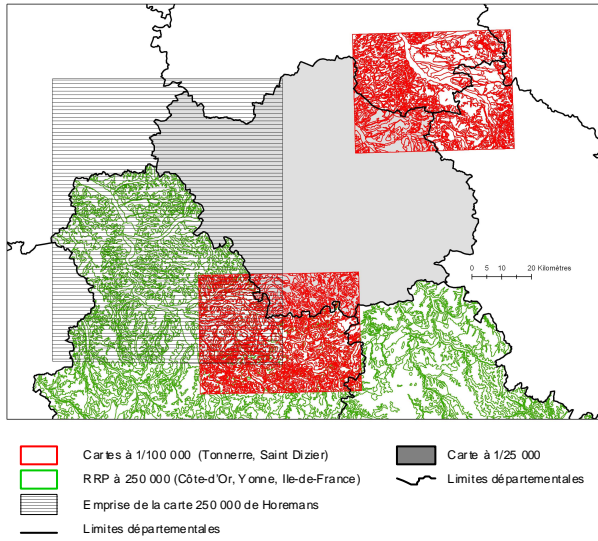 0 5 10 20 Kilomètres
Cartes à 1/100 000 (Tonnerre, Saint Dizier)
Carte à 1/25 000
RRP à 250 000 (Côte-d'Or, Yonne, Ile-de-France)
Limites départementales
Emprise de la carte 250 000 de Horemans
Limites départementales